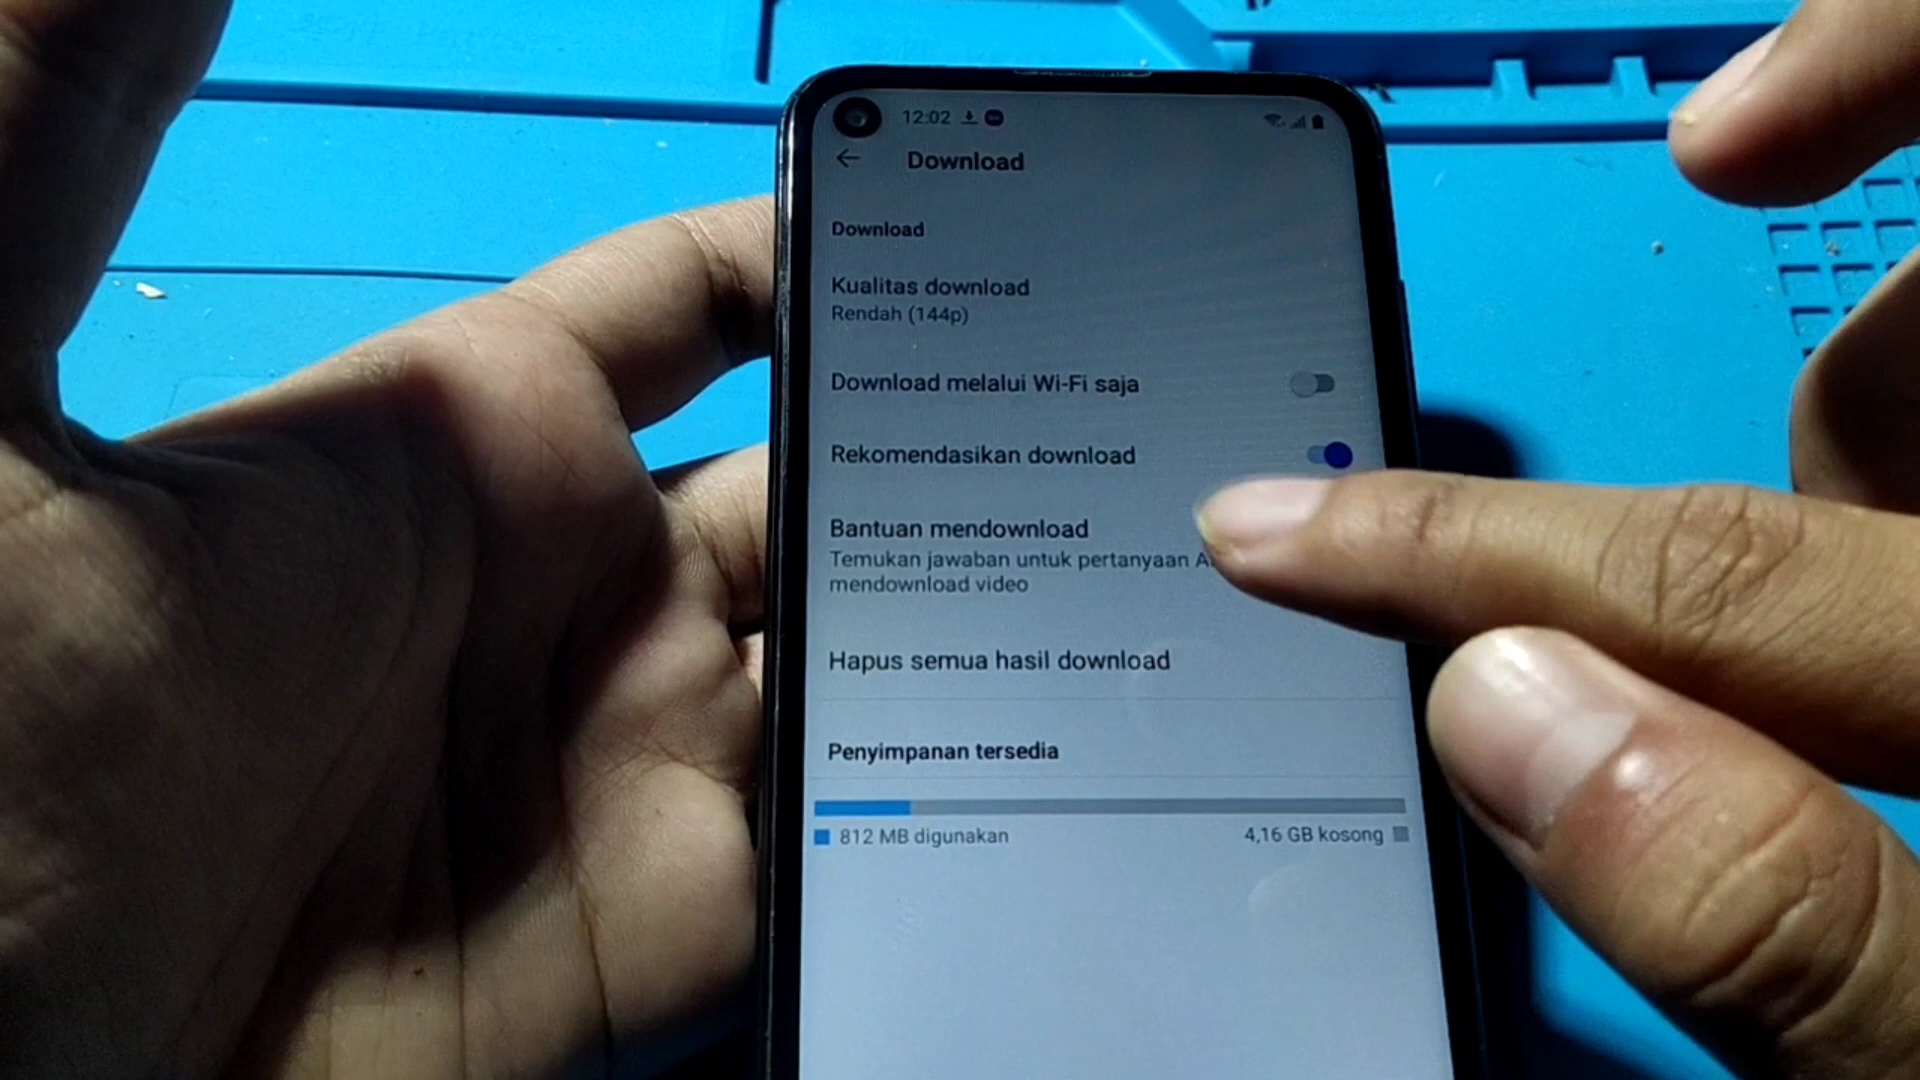 12:02
Download
Download
Kualitas download
Rendah (144p)
Download melalui Wi-Fi saja
Rekomendasikan download
Bantuan mendownload
Temukan jawaban untuk pertanyaan
mendownload video
Hapus semua hasil download
Penyimpanan tersedia
812 MB digunakan
4,16 GB kosong